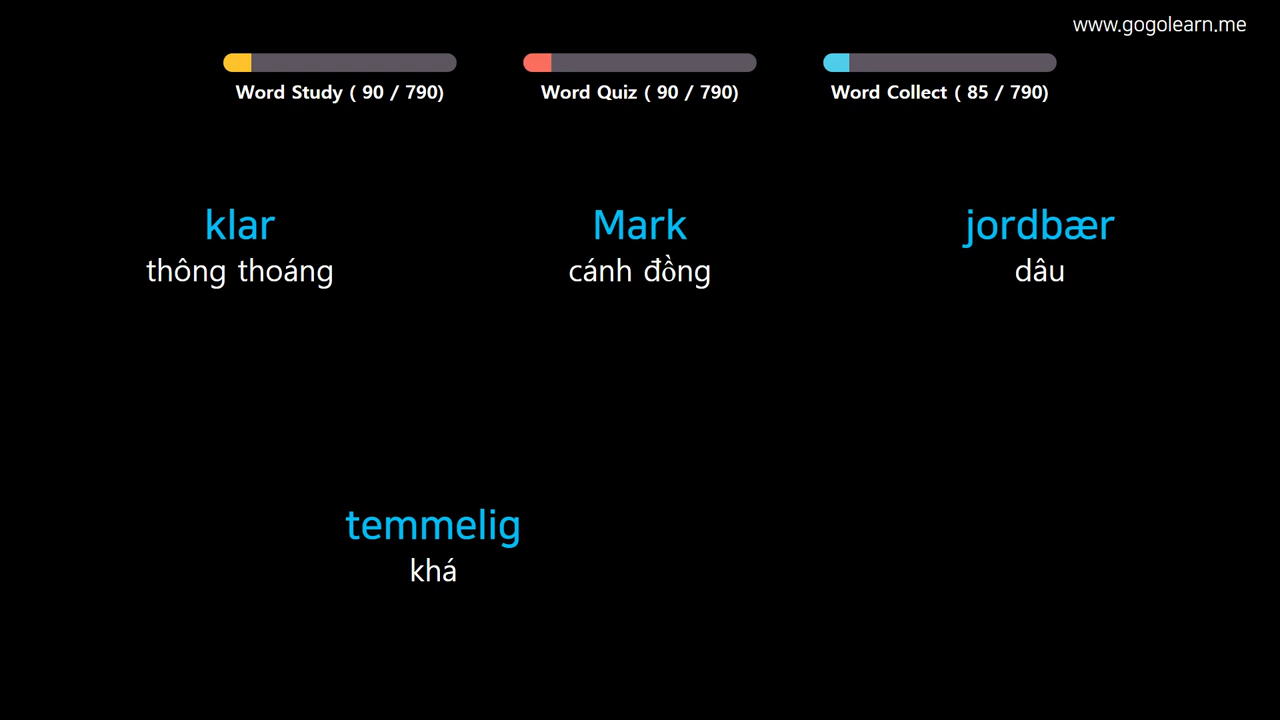 www.gogolearn.me
Word Study ( 90 / 790)
Word Quiz ( 90 / 790)
Word Collect ( 85 / 790)
klar
thông thoáng
Mark
cánh đồng
jordbær
dâu
temmelig
khá